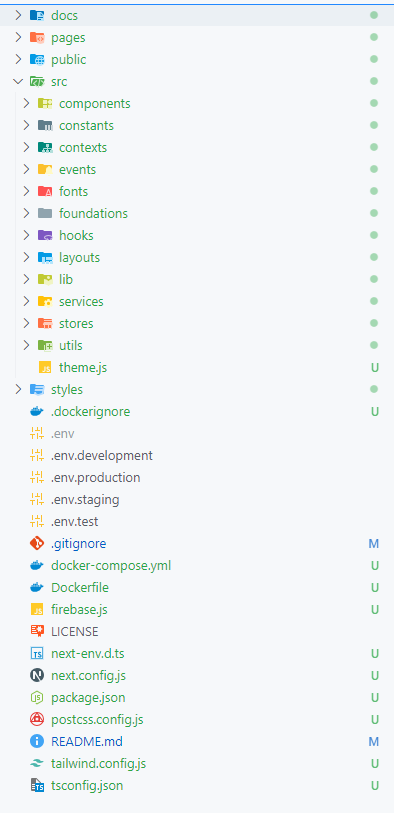 docs
pages
public
src
components
constants
contexts
events
fonts
foundations
hooks
layouts
lib
services
stores
utils
theme.js U
styles
.dockerignore U
.env
.env.development
.env.production
.env.staging
.env.test
.gitignore M
docker-compose.yml U
Dockerfile U
firebase.js U
LICENSE
next-env.d.ts U
next.config.js U
package.json U
postcss.config.js U
README.md M
tailwind.config.js U
tsconfig.json U